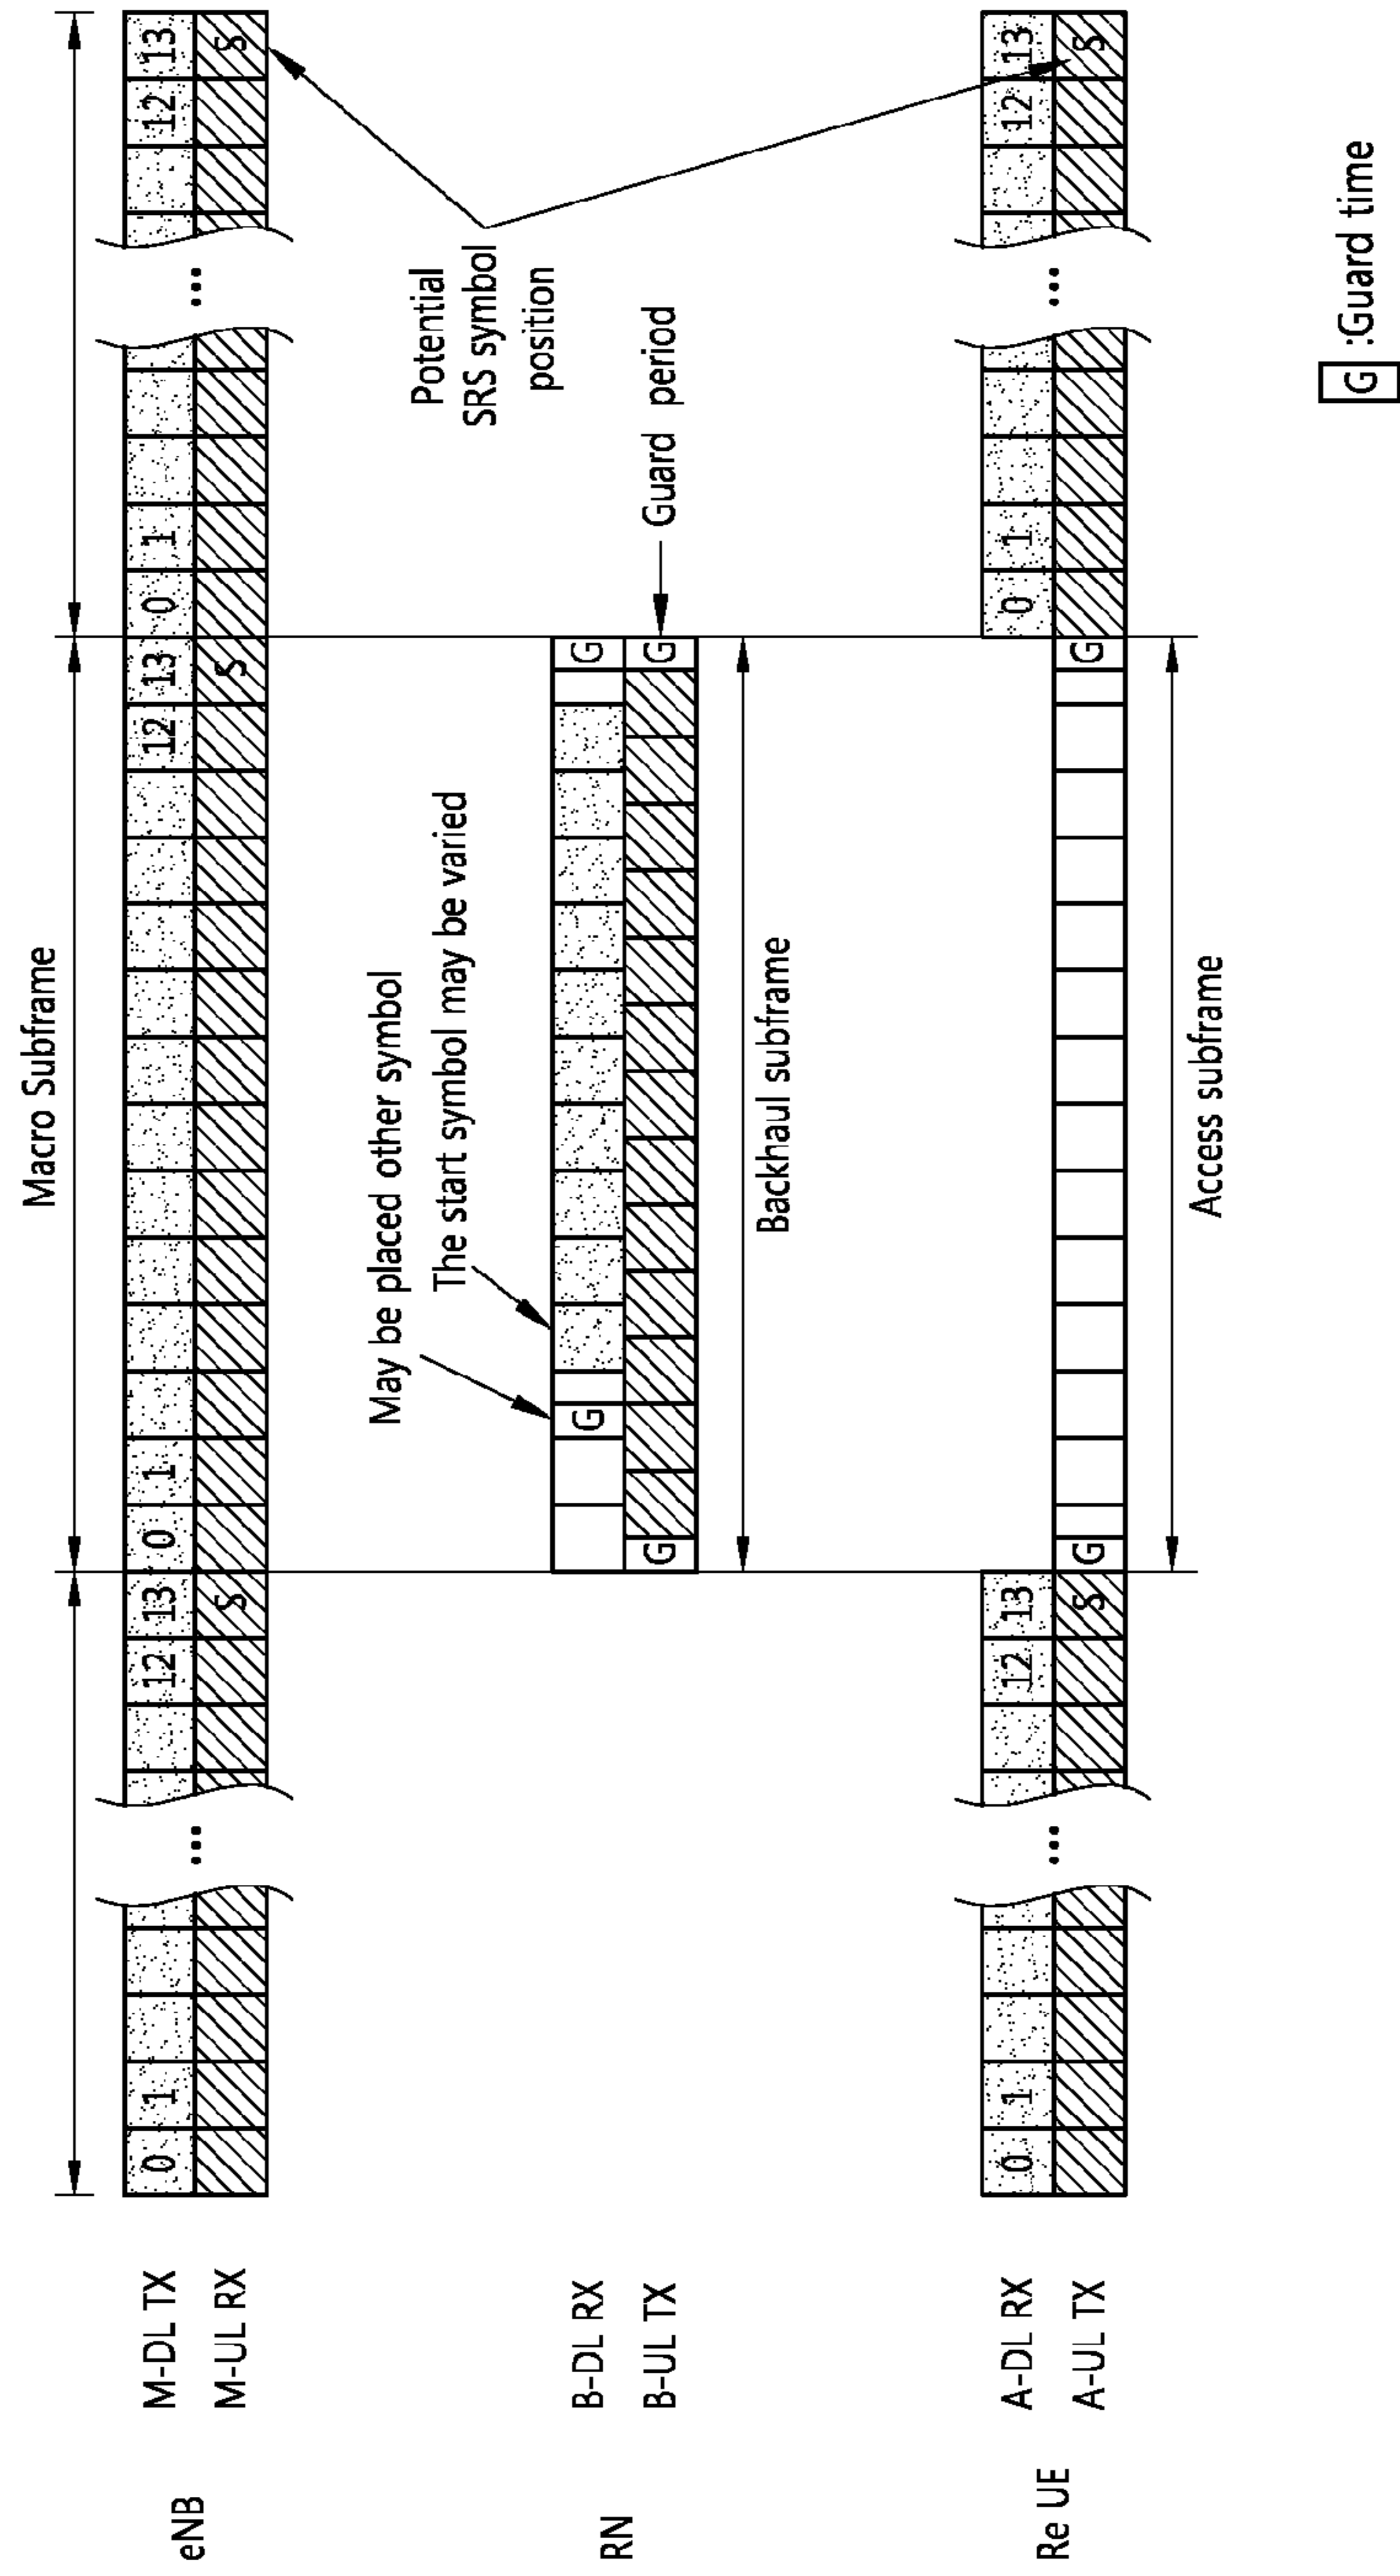 Macro Subframe
eNB
M-DL TX
0 1 ... 12 13 0 1 12 13 0 1 ... 12 13
M-UL RX
S S S
Potential
SRS symbol
position
May be placed other symbol
The start symbol may be varied
RN
B-DL RX
G G
B-UL TX
G G
Guard period
Backhaul subframe
Re UE
A-DL RX
0 1 ... 12 13 0 1 ... 12 13
A-UL TX
S G G S
Access subframe
G :Guard time